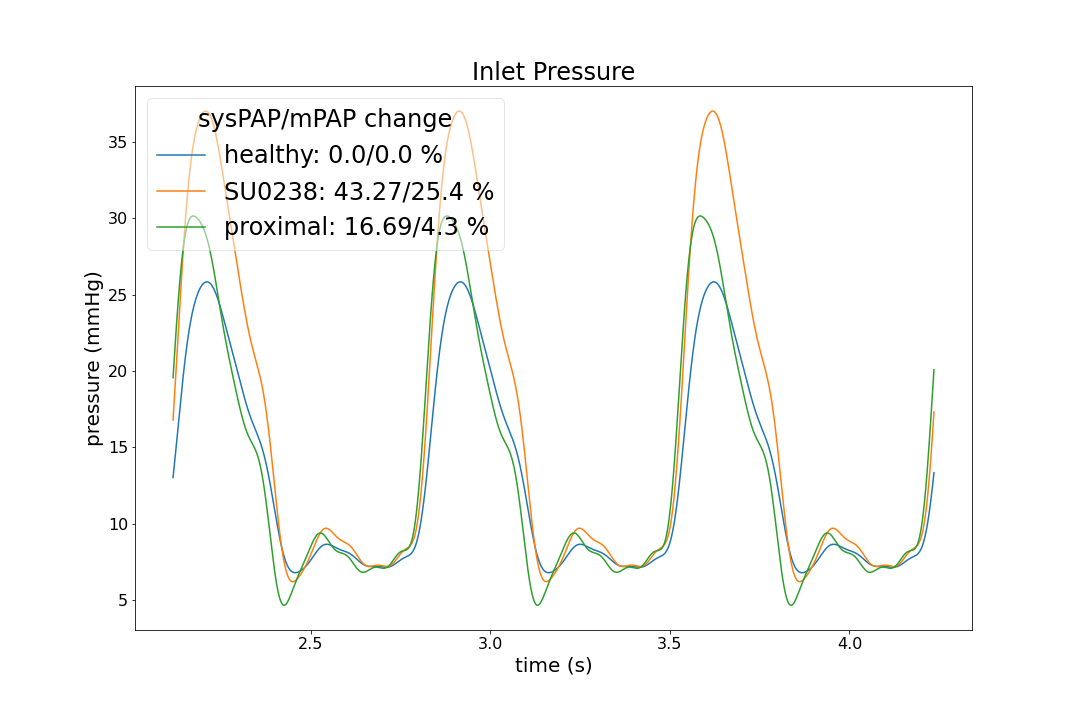 Inlet Pressure
sysPAP/mPAP change
healthy: 0.0/0.0 %
SU0238: 43.27/25.4 %
proximal: 16.69/4.3 %
pressure (mmHg)
35
30
25
20
15
10
5
2.5 3.0 3.5 4.0
time (s)